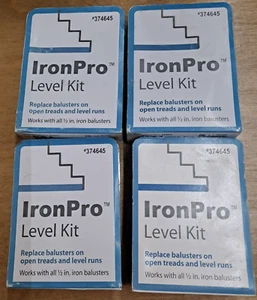 #374645
IronPro™
Level Kit
Replace balusters on
open treads and level runs
Works with all ½ in. iron balusters
#374645
IronPro™
Level Kit
Replace balusters on
open treads and level runs
Works with all ½ in. iron balusters
#374645
IronPro™
Level Kit
Replace balusters on
open treads and level runs
Works with all ½ in. iron balusters
#374645
IronPro™
Level Kit
Replace balusters on
open treads and level runs
Works with all ½ in. iron balusters